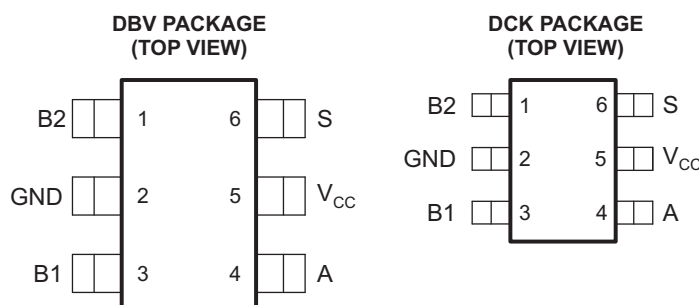 DBV PACKAGE
(TOP VIEW)
B2 1 6 S
GND 2 5 VCC
B1 3 4 A
DCK PACKAGE
(TOP VIEW)
B2 1 6 S
GND 2 5 VCC
B1 3 4 A